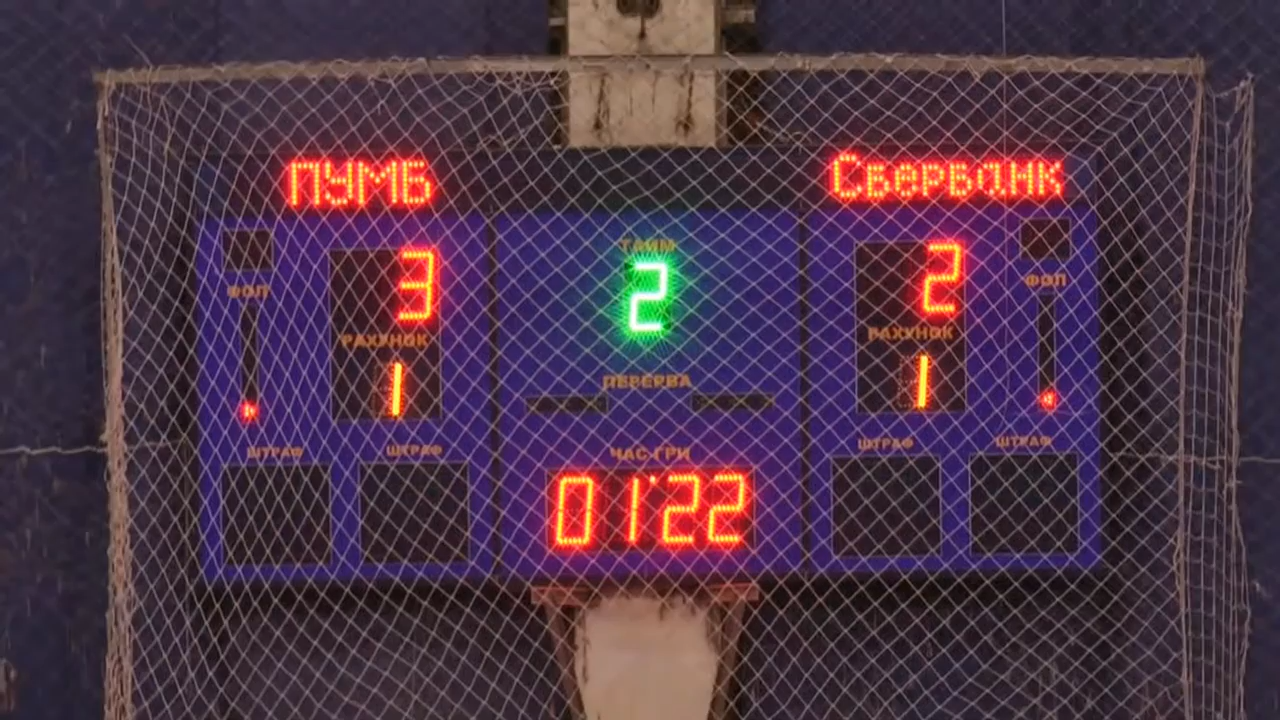 ПУМБ Сбербанк
ТАЙМ
3 2 2
ФОЛ ФОЛ
РАХУНОК РАХУНОК
1 1
ПЕРЕРВА
ШТРАФ ШТРАФ ЧАС ГРИ ШТРАФ ШТРАФ
01:22